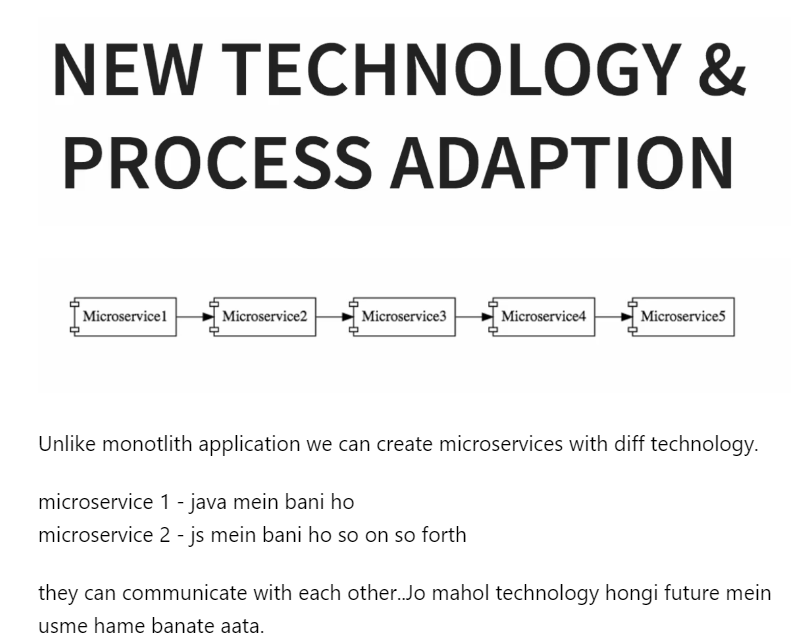 NEW TECHNOLOGY &
PROCESS ADAPTION
Microservice1 Microservice2 Microservice3 Microservice4 Microservice5
Unlike monotlith application we can create microservices with diff technology.
microservice 1 - java mein bani ho
microservice 2 - js mein bani ho so on so forth
they can communicate with each other..Jo mahol technology hongi future mein
usme hame banate aata.